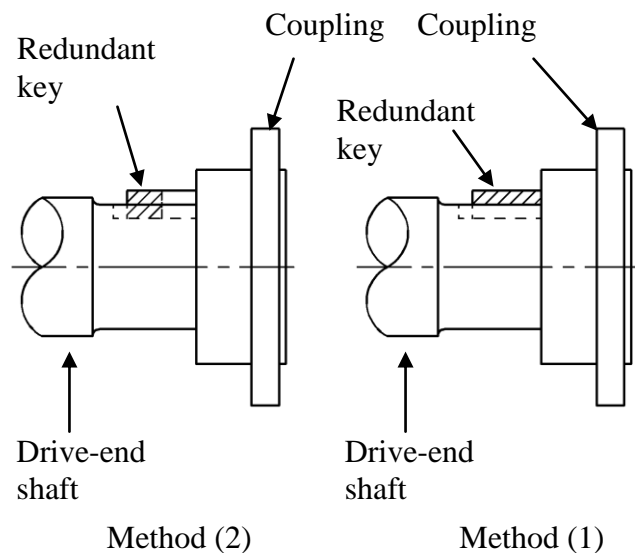 Coupling
Coupling
Redundant
key
Redundant
key
Drive-end
shaft
Drive-end
shaft
Method (2)
Method (1)